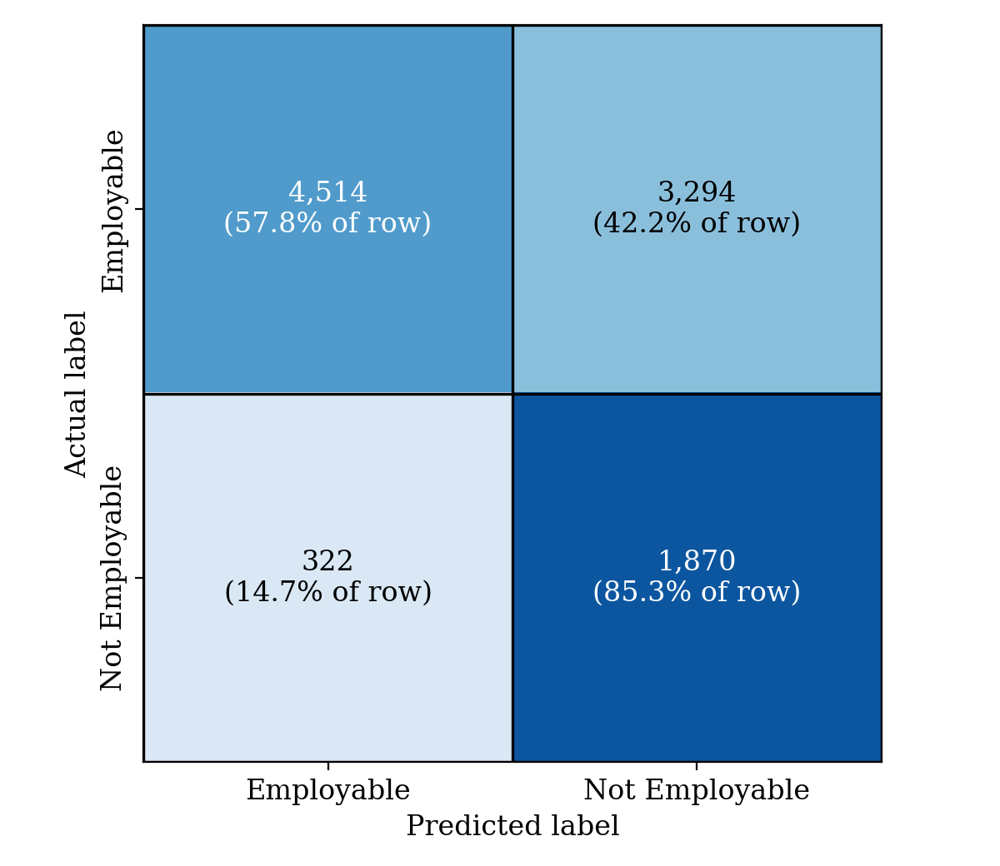 Actual label
Employable
4,514
(57.8% of row)
3,294
(42.2% of row)
Not Employable
322
(14.7% of row)
1,870
(85.3% of row)
Employable
Not Employable
Predicted label